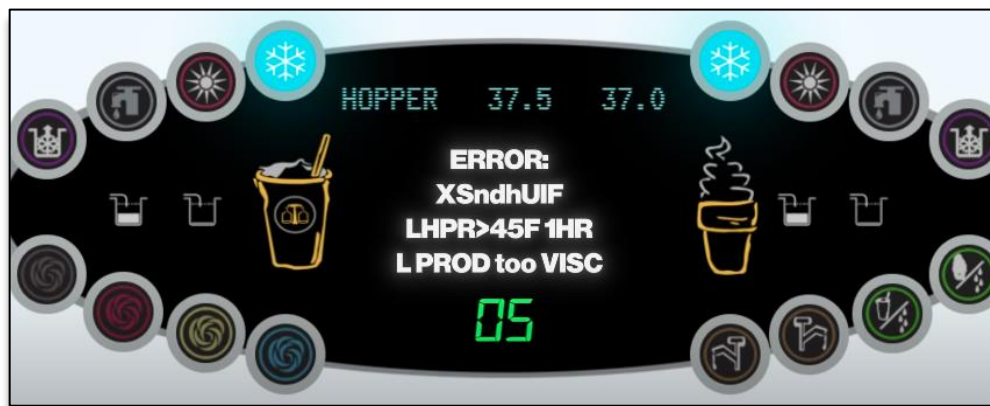 HOPPER 37.5 37.0
ERROR:
XSndhUIF
LHPR>45F 1HR
L PROD too VISC
05